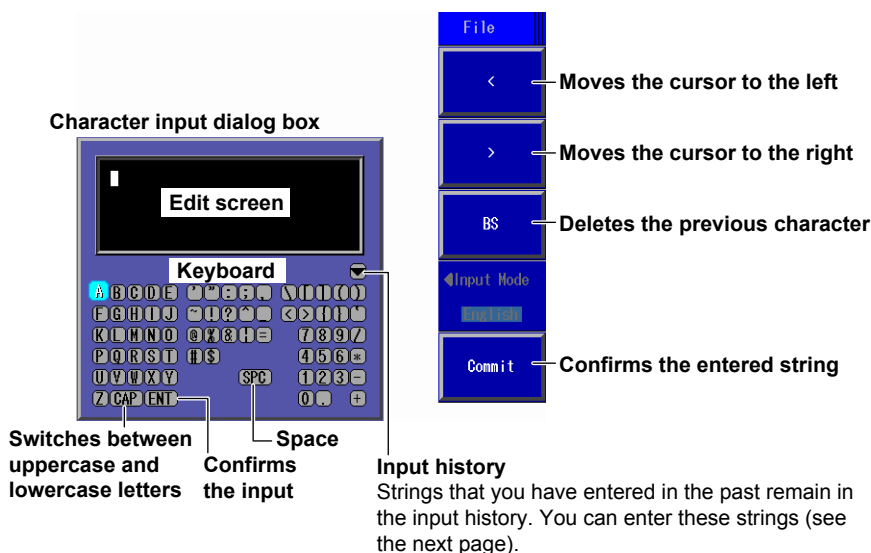 File
<
Moves the cursor to the left
Character input dialog box
>
Moves the cursor to the right
Edit screen
BS
Deletes the previous character
Keyboard
Input Mode
English
A B C D E ' " : ; , \ [ ] ( )
F G H I J ~ ! ? ^ _ < > { }
K L M N O @ % & = 7 8 9 /
P Q R S T # $ 4 5 6 *
Commit
Confirms the entered string
U V W X Y SPC 1 2 3 -
Z CAP ENT 0 . +
Switches between
uppercase and
lowercase letters
Confirms
the input
Space
Input history
Strings that you have entered in the past remain in
the input history. You can enter these strings (see
the next page).